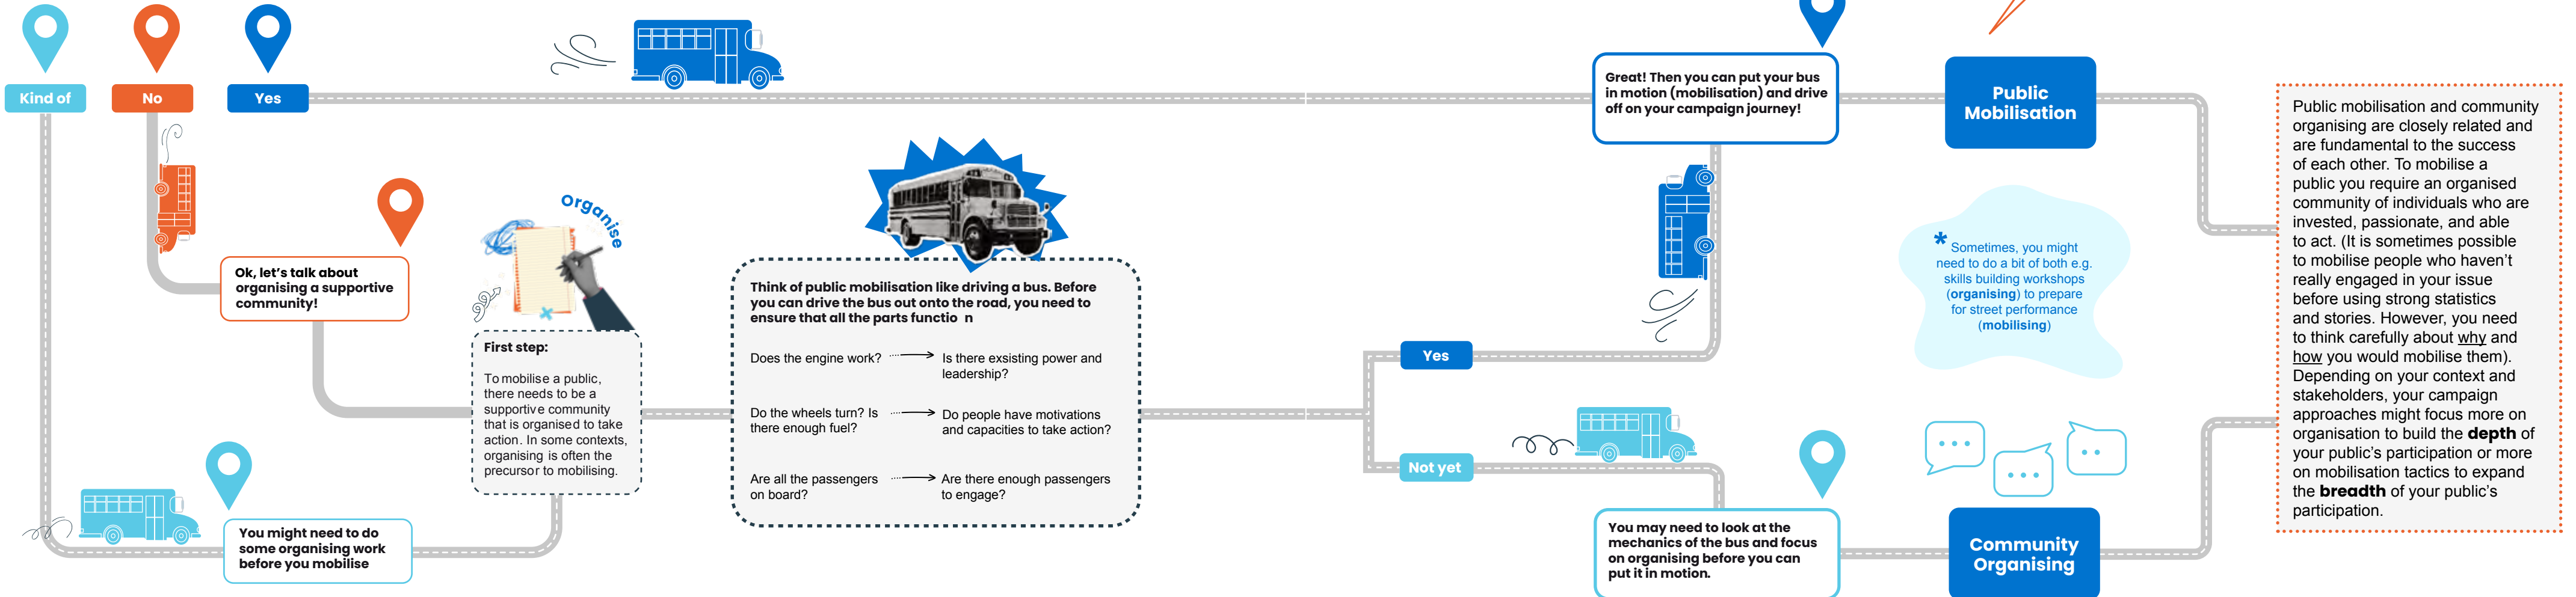 Kind of
No
Yes
Great! Then you can put your bus
in motion (mobilisation) and drive
off on your campaign journey!
Public
Mobilisation
Ok, let's talk about
organising a supportive
community!
Organise
First step:
To mobilise a public,
there needs to be a
supportive community
that is organised to take
action. In some contexts,
organising is often the
precursor to mobilising.
You might need to do
some organising work
before you mobilise
Think of public mobilisation like driving a bus. Before
you can drive the bus out onto the road, you need to
ensure that all the parts functio n
Does the engine work?
Is there exsisting power and
leadership?
Do the wheels turn? Is
there enough fuel?
Do people have motivations
and capacities to take action?
Are all the passengers
on board?
Are there enough passengers
to engage?
Yes
Not yet
You may need to look at the
mechanics of the bus and focus
on organising before you can
put it in motion.
* Sometimes, you might
need to do a bit of both e.g.
skills building workshops
(organising) to prepare
for street performance
(mobilising)
Community
Organising
Public mobilisation and community
organising are closely related and
are fundamental to the success
of each other. To mobilise a
public you require an organised
community of individuals who are
invested, passionate, and able
to act. (It is sometimes possible
to mobilise people who haven't
really engaged in your issue
before using strong statistics
and stories. However, you need
to think carefully about why and
how you would mobilise them).
Depending on your context and
stakeholders, your campaign
approaches might focus more on
organisation to build the depth of
your public's participation or more
on mobilisation tactics to expand
the breadth of your public's
participation.